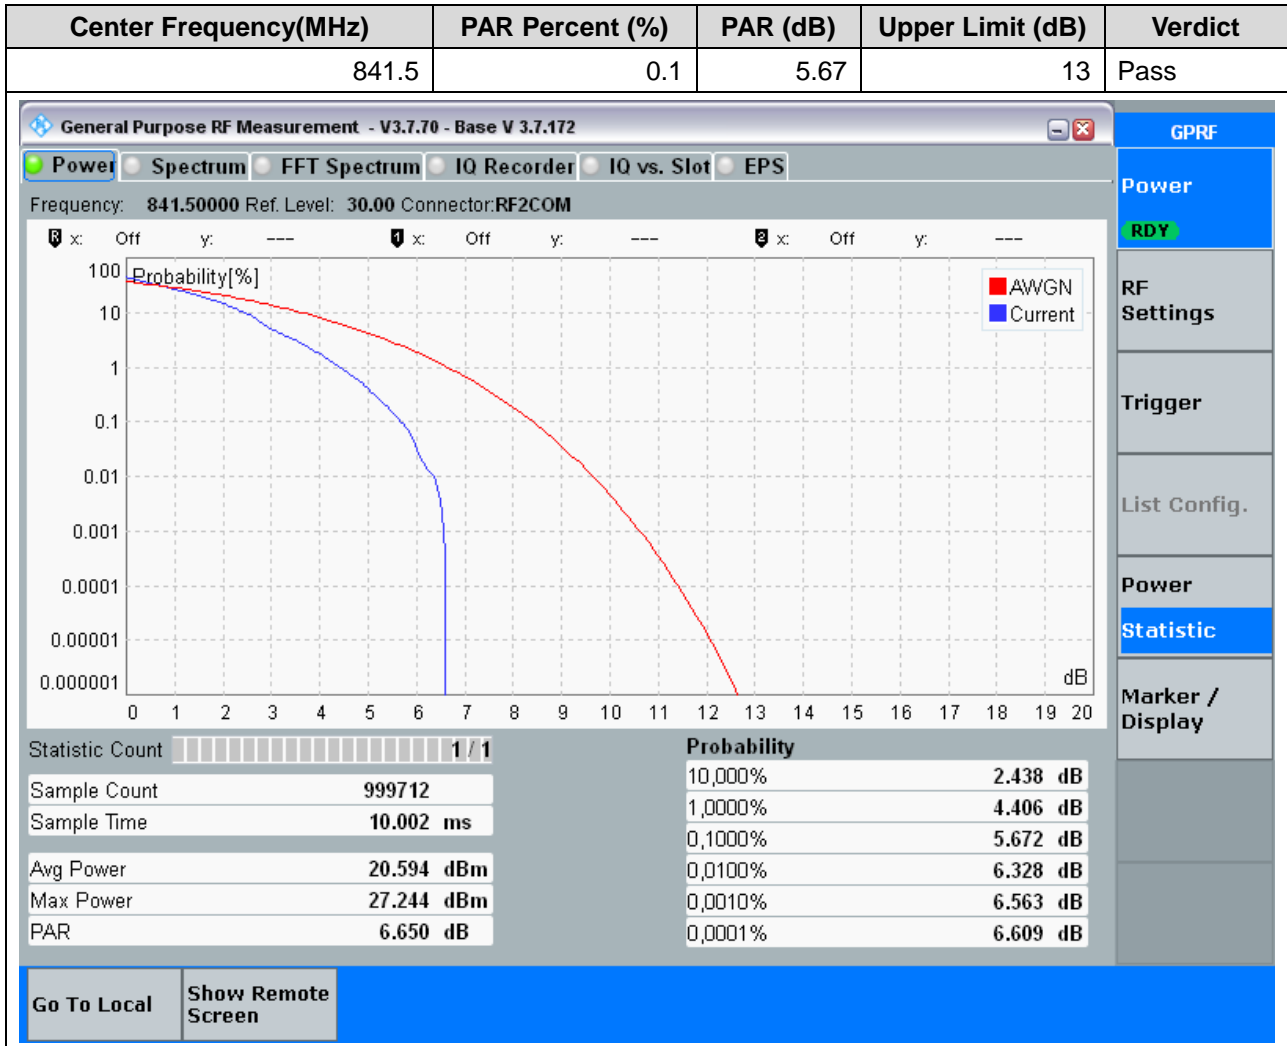 Center Frequency(MHz) PAR Percent (%) PAR (dB) Upper Limit (dB) Verdict
841.5 0.1 5.67 13 Pass
General Purpose RF Measurement - V3.7.70 - Base V 3.7.172
GPRF
Power Spectrum FFT Spectrum IQ Recorder IQ vs. Slot EPS
Frequency: 841.50000 Ref. Level: 30.00 Connector:RF2COM
R x: Off y: --- 1 x: Off y: --- 2 x: Off y: ---
Probability[%]
100
10
1
0.1
0.01
0.001
0.0001
0.00001
0.000001
AWGN
Current
dB
0 1 2 3 4 5 6 7 8 9 10 11 12 13 14 15 16 17 18 19 20
Statistic Count 1 / 1
Sample Count 999712
Sample Time 10.002 ms
Avg Power 20.594 dBm
Max Power 27.244 dBm
PAR 6.650 dB
Probability
10,000% 2.438 dB
1,0000% 4.406 dB
0,1000% 5.672 dB
0,0100% 6.328 dB
0,0010% 6.563 dB
0,0001% 6.609 dB
Power
RDY
RF
Settings
Trigger
List Config.
Power
Statistic
Marker /
Display
Go To Local
Show Remote
Screen